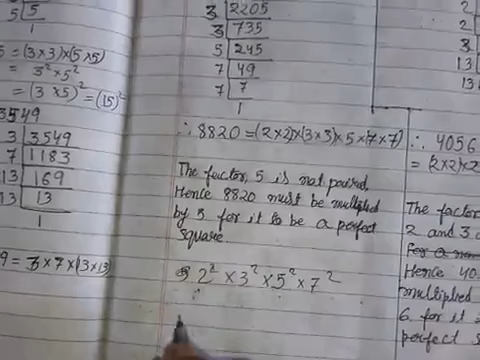 5 5
1
5 = (3×3)×(5×5)
= 3²×5²
= (3×5)² = (15)²
3549
3 3549
7 1183
13 169
13 13
1
9 = 3×7×(13×13)
3 2205
3 735
5 245
7 49
7 7
1
∴ 8820 = (2×2)×(3×3)×5×(7×7)
The factor, 5 is not paired,
Hence 8820 must be multiplied
by 5 for it to be a perfect
square.
2²×3²×5²×7²
2
2
3
13
13
∴ 4056
= (2×2)×2
The factor
2 and 3
Hence 40
multiplied
6 for it
perfect s